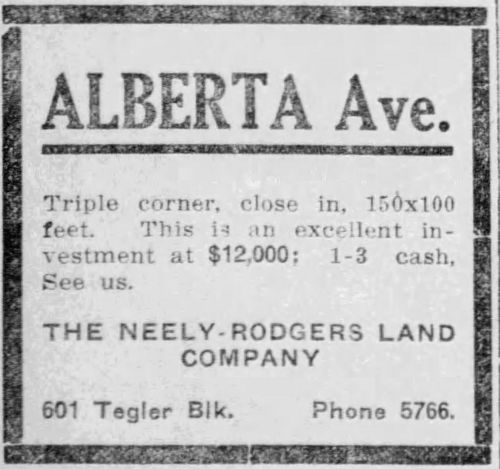 ALBERTA Ave.
Triple corner, close in, 150x100
feet. This is an excellent in-
vestment at $12,000; 1-3 cash,
See us.
THE NEELY-RODGERS LAND
COMPANY
601 Tegler Blk. Phone 5766.